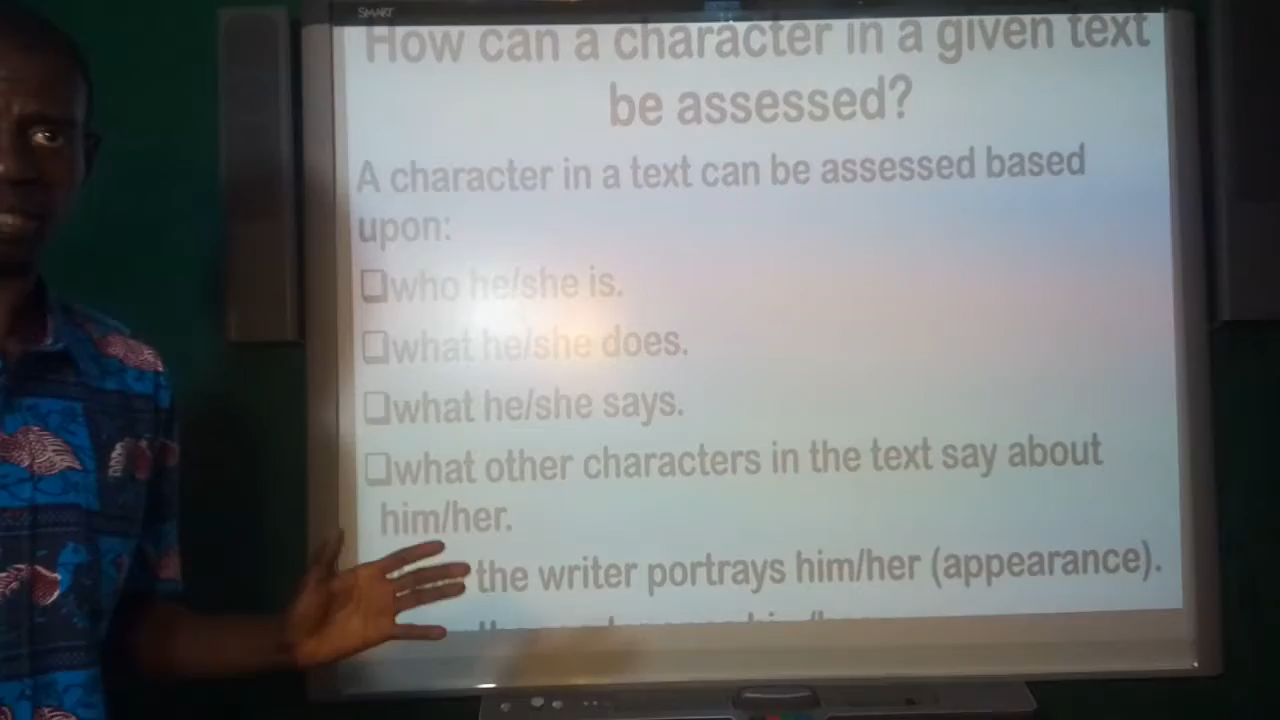 SMART
How can a character in a given text
be assessed?
A character in a text can be assessed based
upon:
❑who he/she is.
❑what he/she does.
❑what he/she says.
❑what other characters in the text say about
him/her.
the writer portrays him/her (appearance).